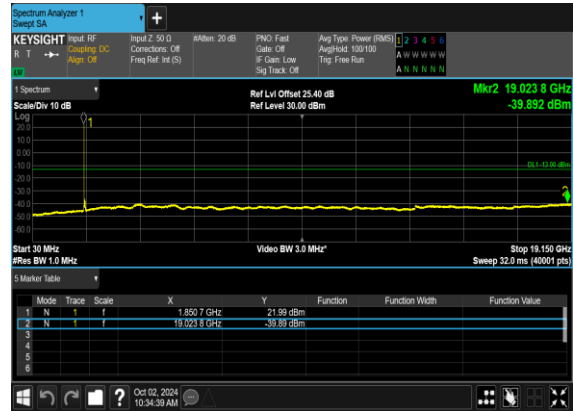 Spectrum Analyzer 1
Swept SA
+
KEYSIGHT Input: RF Input Z: 50 Ω #Atten: 20 dB PNO: Fast Avg Type: Power (RMS) 1 2 3 4 5 6
R T Coupling: DC Corrections: Off Gate: Off Avg|Hold: 100/100 A W W W W W
Align: Off Freq Ref: Int (S) IF Gain: Low Trig: Free Run
Sig Track: Off A N N N N N
LXI
1 Spectrum Ref Lvl Offset 25.40 dB Mkr2 19.023 8 GHz
Scale/Div 10 dB Ref Level 30.00 dBm -39.892 dBm
Log
20.0
10.0
0.00
-10.0
DL1 -13.00 dBm
-20.0
-30.0
-40.0
-50.0
-60.0
1
2
Start 30 MHz Video BW 3.0 MHz* Stop 19.150 GHz
#Res BW 1.0 MHz Sweep 32.0 ms (40001 pts)
5 Marker Table
Mode Trace Scale X Y Function Function Width Function Value
1 N 1 f 1.850 7 GHz 21.99 dBm
2 N 1 f 19.023 8 GHz -39.89 dBm
3
4
5
6
? Oct 02, 2024
10:34:39 AM